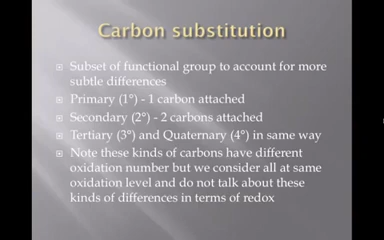 Carbon substitution
Subset of functional group to account for more
subtle differences
Primary (1°) - 1 carbon attached
Secondary (2°) - 2 carbons attached
Tertiary (3°) and Quaternary (4°) in same way
Note these kinds of carbons have different
oxidation number but we consider all at same
oxidation level and do not talk about these
kinds of differences in terms of redox